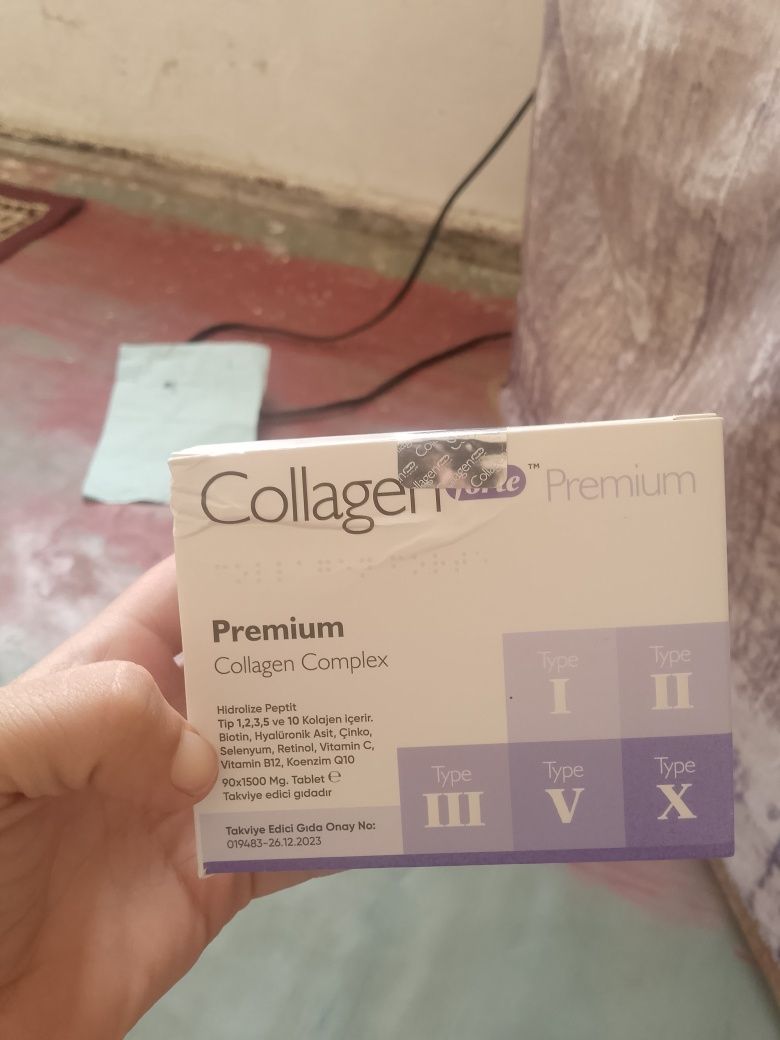 Collagen forte™ Premium
Premium
Collagen Complex
Hidrolize Peptit
Tip 1,2,3,5 ve 10 Kolajen içerir.
Biotin, Hyalüronik Asit, Çinko,
Selenyum, Retinol, Vitamin C,
Vitamin B12, Koenzim Q10
90x1500 Mg. Tablet ℮
Takviye edici gıdadır
Takviye Edici Gıda Onay No:
019483-26.12.2023
Type
I
Type
II
Type
III
Type
V
Type
X